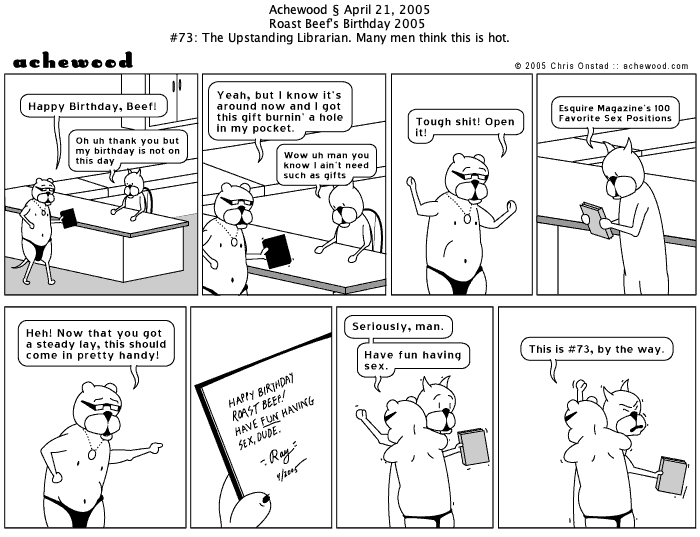 Achewood § April 21, 2005
Roast Beef's Birthday 2005
#73: The Upstanding Librarian. Many men think this is hot.
achewood
© 2005 Chris Onstad :: achewood.com
Happy Birthday, Beef!
Oh uh thank you but
my birthday is not on
this day
Yeah, but I know it's
around now and I got
this gift burnin' a hole
in my pocket.
Wow uh man you
know I ain't need
such as gifts
Tough shit! Open
it!
Esquire Magazine's 100
Favorite Sex Positions
Heh! Now that you got
a steady lay, this should
come in pretty handy!
HAPPY BIRTHDAY
ROAST BEEF!
HAVE FUN HAVING
SEX, DUDE.
- Ray -
4/2005
Seriously, man.
Have fun having
sex.
This is #73, by the way.